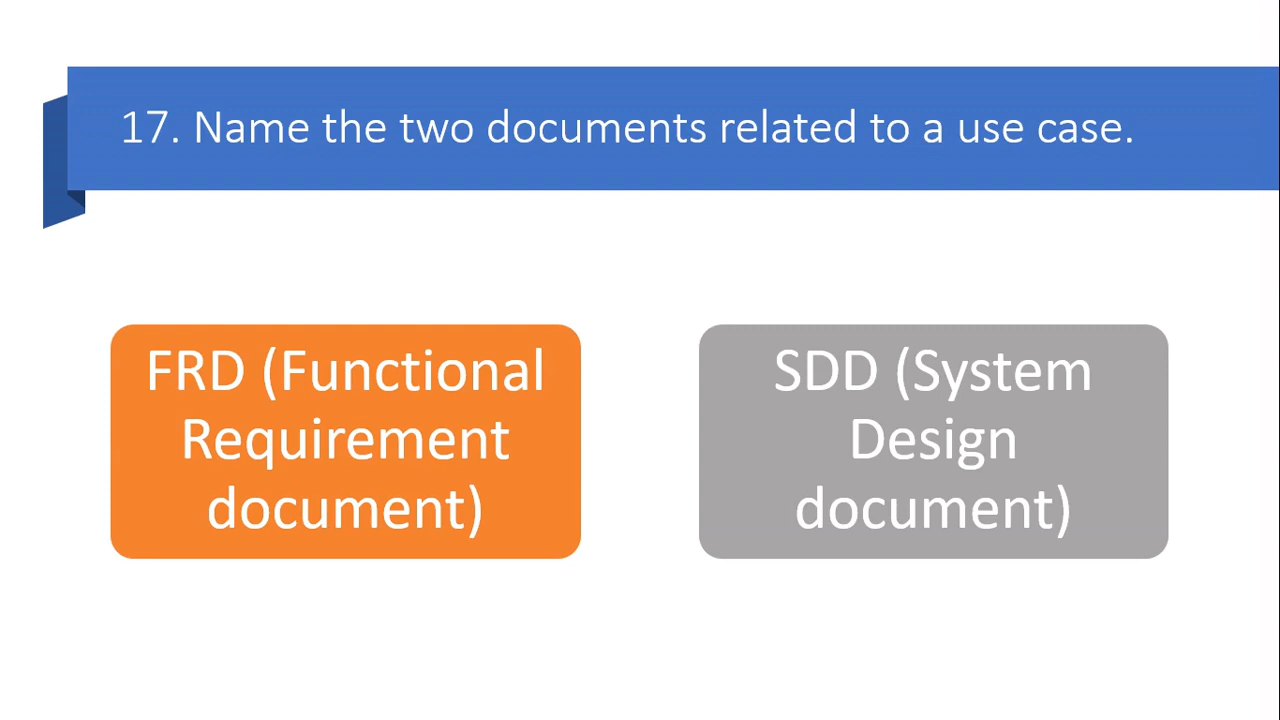 17. Name the two documents related to a use case.
FRD (Functional
Requirement
document)
SDD (System
Design
document)